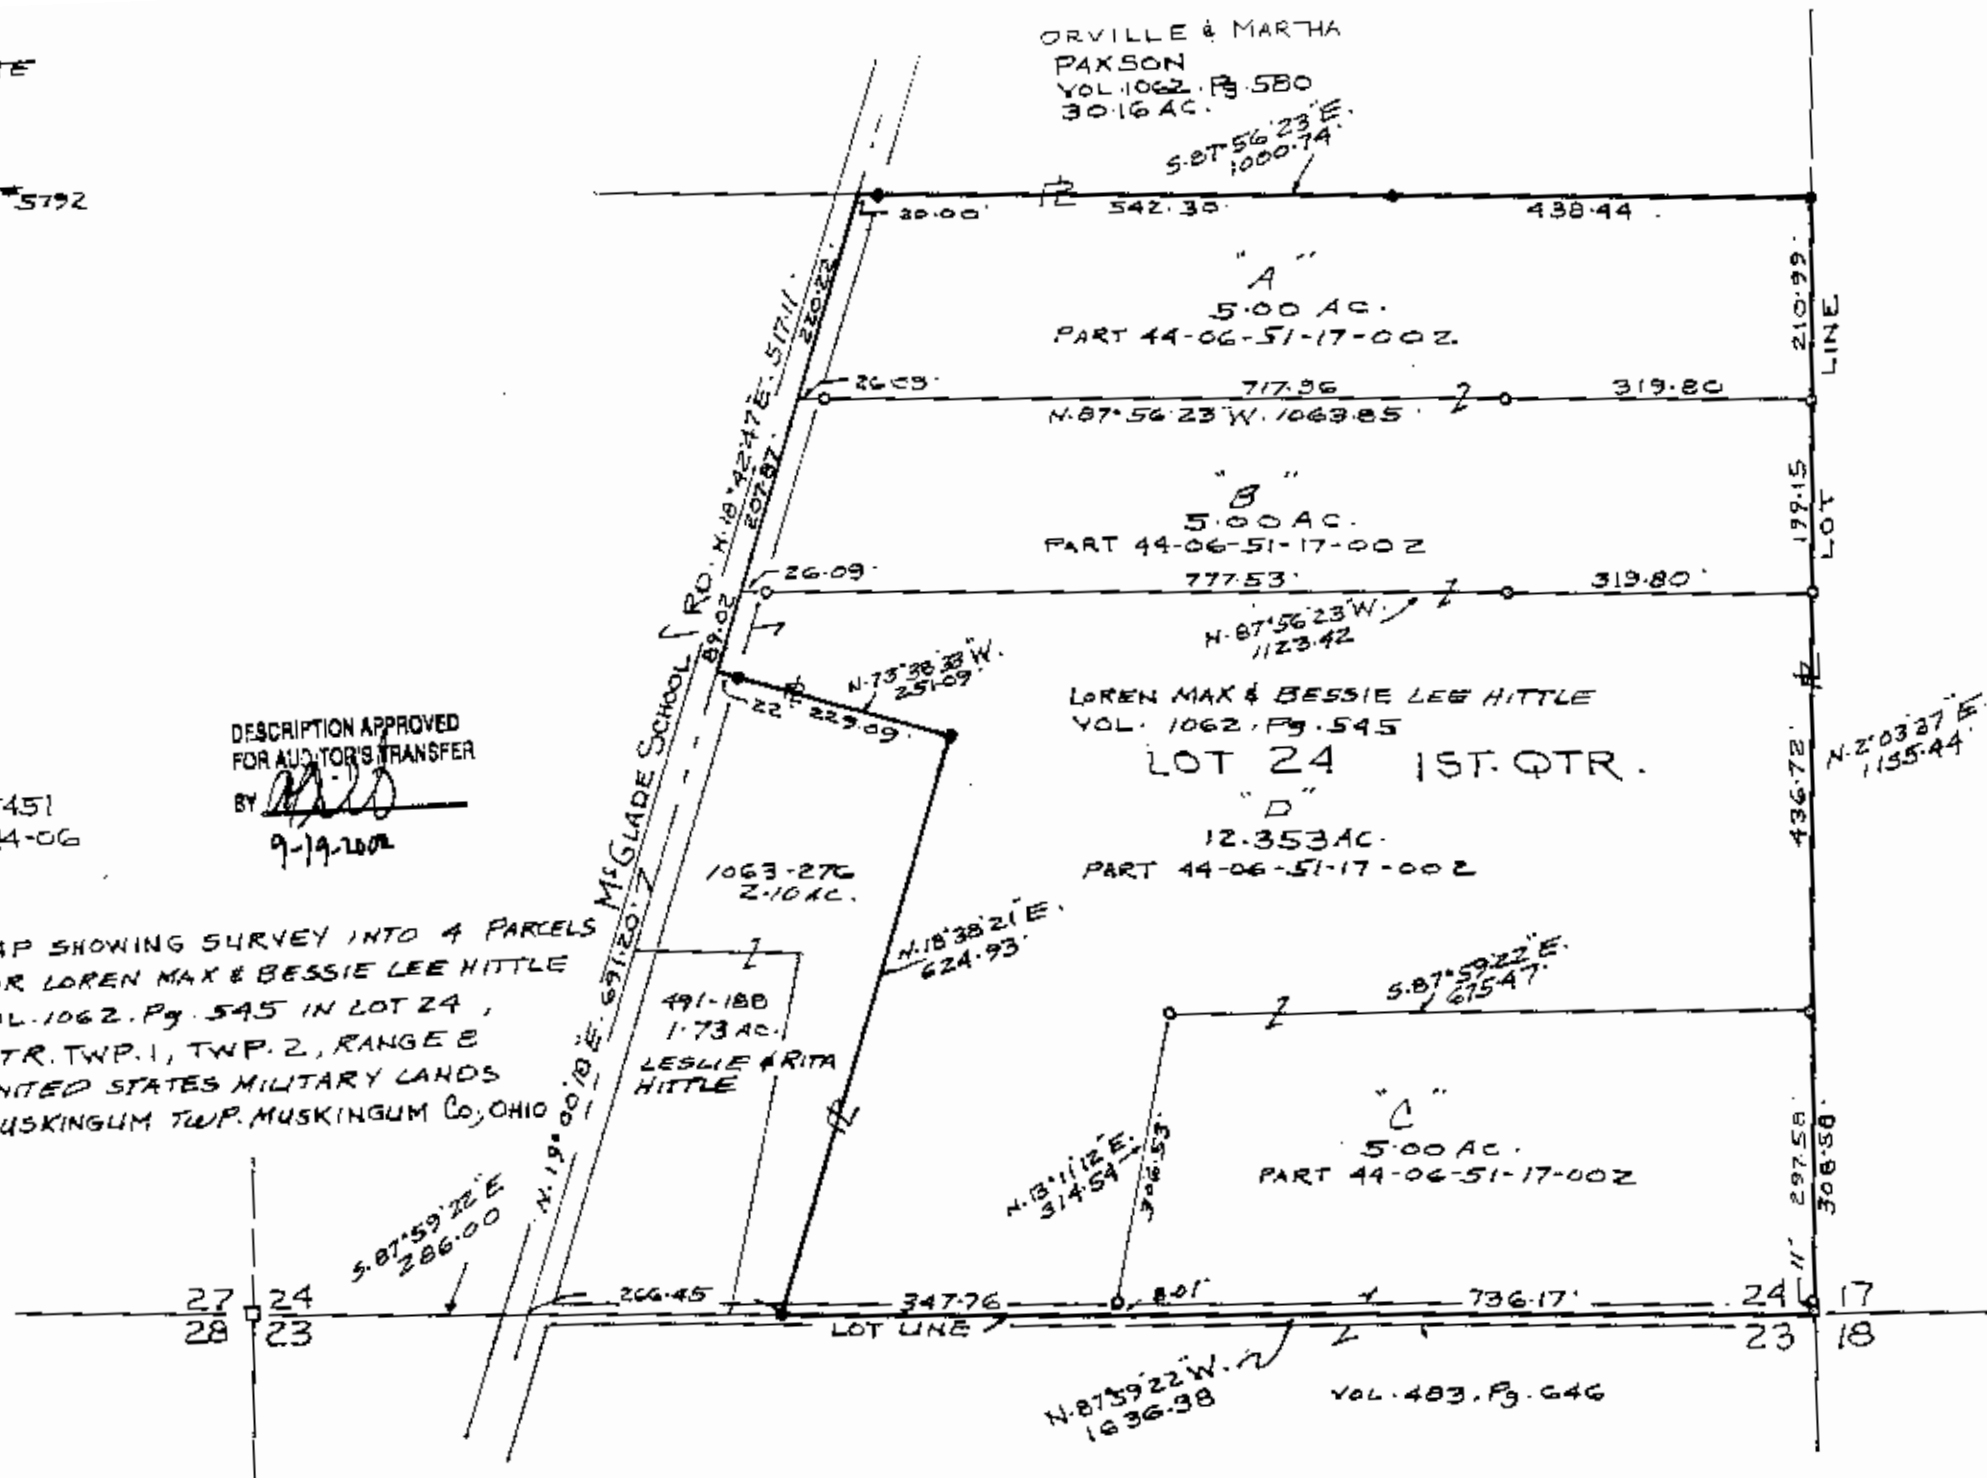 ORVILLE & MARTHA
PAXSON
VOL. 1062. Pg. 580
30.16 AC.
S.87°56'23"E.
1000.74'
5792
20.00'
542.30'
438.44
"A"
5.00 AC.
PART 44-06-51-17-002
220.22'
210.99'
LINE
26.09'
717.96
319.80
N.87°56'23"W. 1063.85'
RD. N.18°42'47"E. 517.11'
207.87'
"B"
5.00 AC.
PART 44-06-51-17-002
199.15
LOT
26.09'
777.53'
319.80'
N.87°56'23"W.
1123.42
89.02
N.73°38'33"W.
251.09'
22'
229.09'
LOREN MAX & BESSIE LEE HITTLE
VOL. 1062, Pg. 545
LOT 24 1ST. QTR.
"D"
12.353 AC.
PART 44-06-51-17-002
436.72'
N.2°03'37"E.
1155.44'
DESCRIPTION APPROVED
FOR AUDITOR'S TRANSFER
BY
9-19-2002
451
4-06
McGLADE SCHOOL
1063-276
2.10 AC.
N.18°38'21"E.
624.93'
AP SHOWING SURVEY INTO 4 PARCELS
R LOREN MAX & BESSIE LEE HITTLE
L. 1062. Pg. 545 IN LOT 24,
TR. TWP. 1, TWP. 2, RANGE 8
NITED STATES MILITARY LANDS
USKINGUM TWP. MUSKINGUM Co, OHIO
N.19°00'18"E. 691.20'
491-188
1.73 AC.
LESLIE & RITA
HITTLE
S.87°59'22"E.
675.47'
"C"
5.00 AC.
PART 44-06-51-17-002
N.13°11'12"E.
314.54
306.53'
297.58'
308.58'
11'
S.87°59'22"E
286.00
27 24
28 23
266.45
347.76
8.01'
736.17'
24 17
23 18
LOT LINE
N.87°59'22"W.
1636.38
VOL. 483, Pg. 646